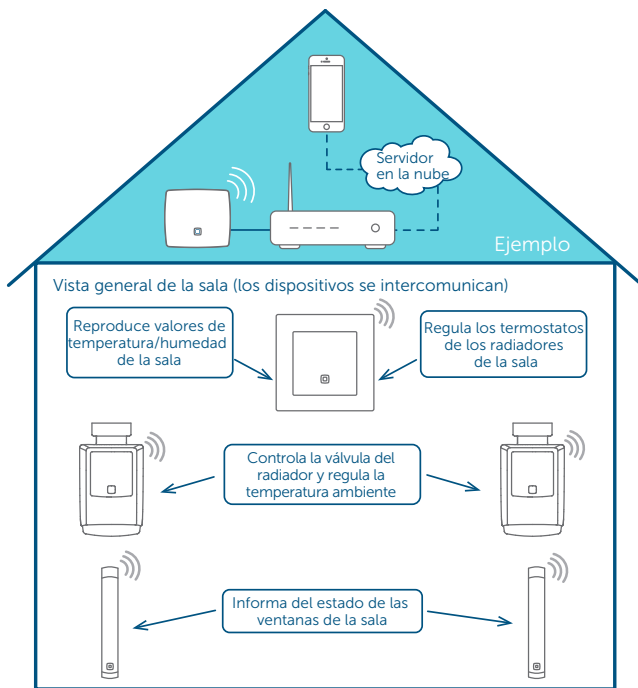 Servidor
en la nube
Ejemplo
Vista general de la sala (los dispositivos se intercomunican)
Reproduce valores de
temperatura/humedad
de la sala
Regula los termostatos
de los radiadores
de la sala
Controla la válvula del
radiador y regula la
temperatura ambiente
Informa del estado de las
ventanas de la sala